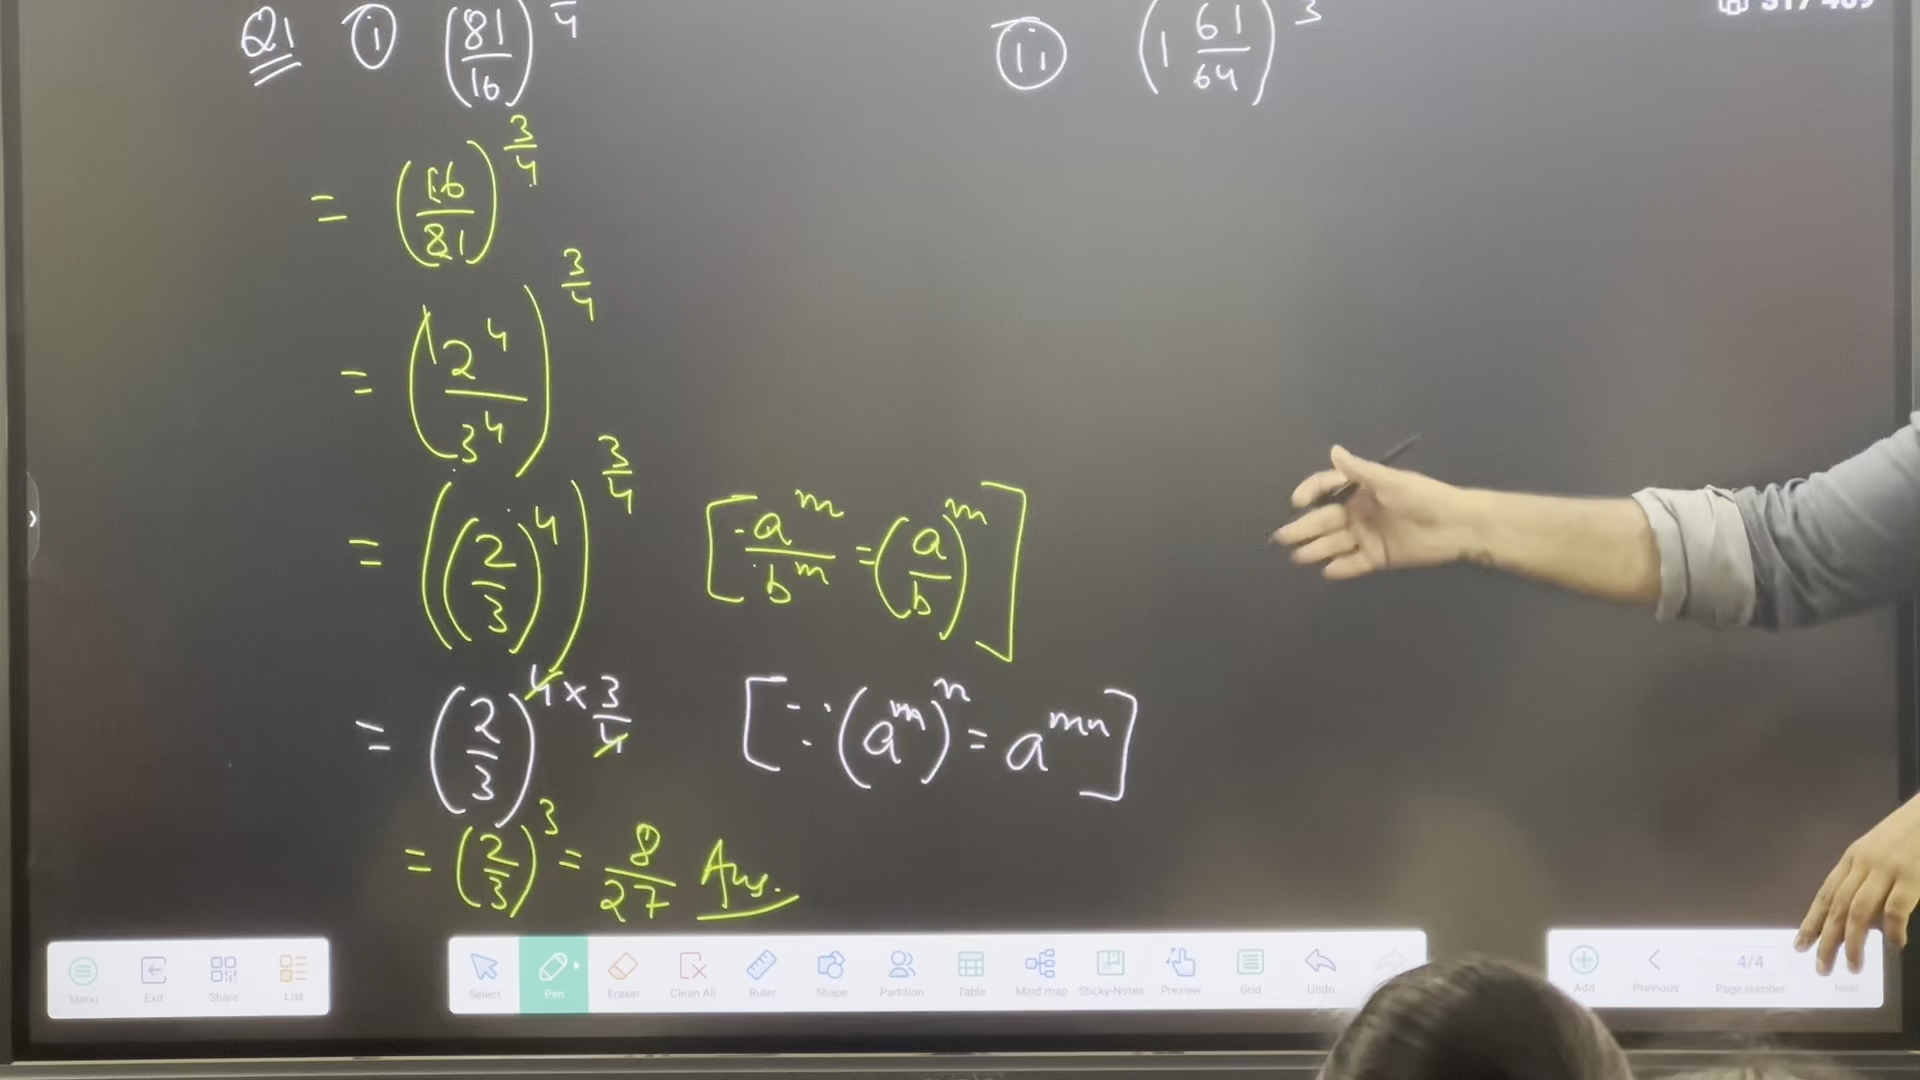 Q1 (i) (81/16) 4 (ii) (1 61/64) 3
= (16/81)^3/4
= (2^4/3^4)^3/4
= ((2/3)^4)^3/4 [a^m/b^m = (a/b)^m]
= (2/3)^4×3/4 [∵ (a^m)^n = a^mn]
= (2/3)^3 = 8/27 Ans.
Menu Exit Share List Select Pen Eraser Clean All Ruler Shape Partition Table Mind map Sticky-Notes Preview Grid Undo Add Previous 4/4 Page number Next